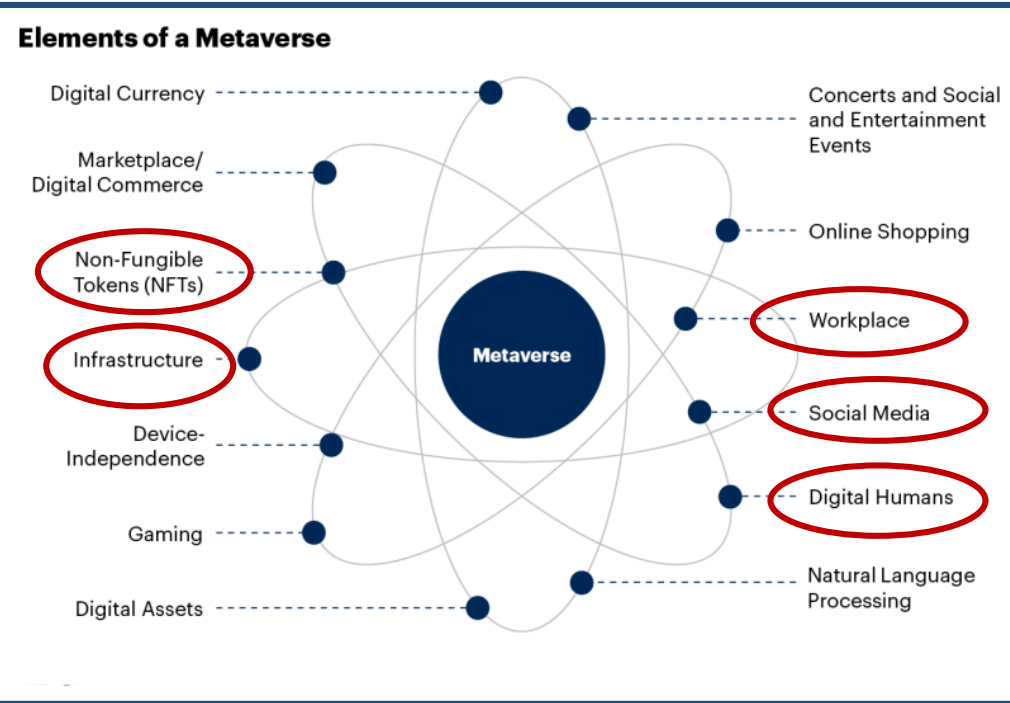 Elements of a Metaverse
Digital Currency
Marketplace/
Digital Commerce
Non-Fungible
Tokens (NFTs)
Infrastructure
Device-
Independence
Gaming
Digital Assets
Metaverse
Concerts and Social
and Entertainment
Events
Online Shopping
Workplace
Social Media
Digital Humans
Natural Language
Processing